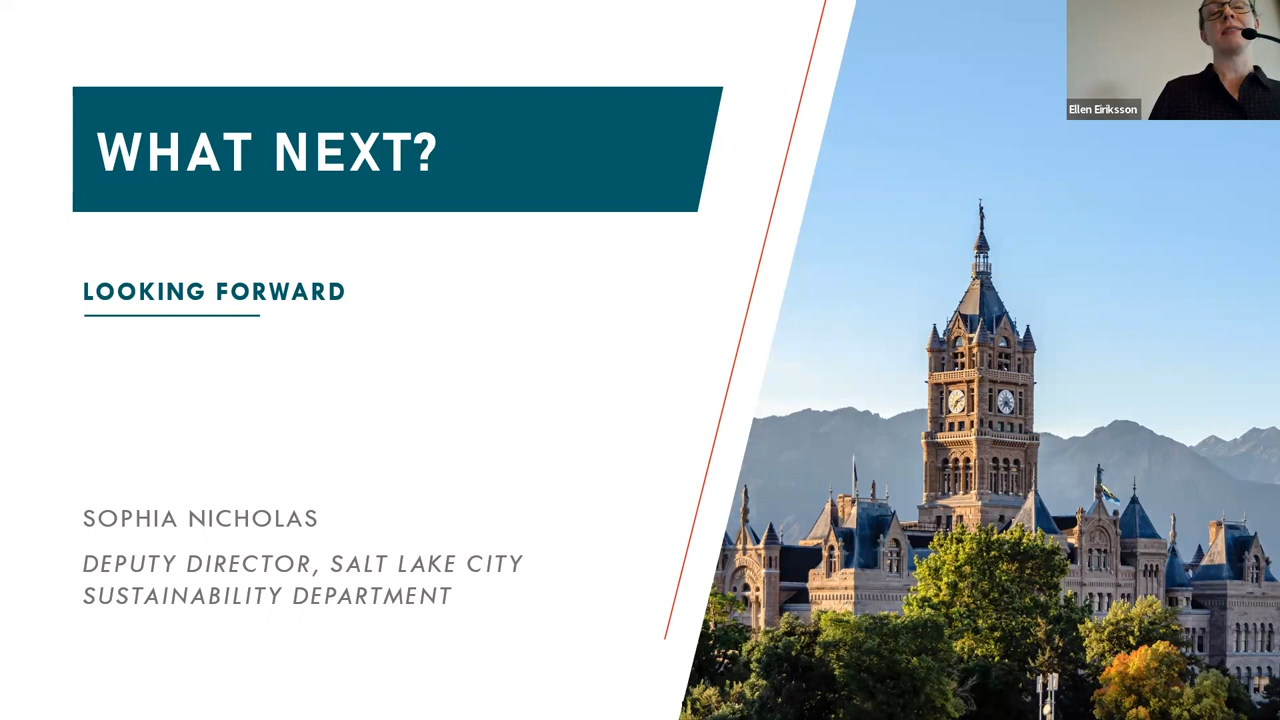 WHAT NEXT?
LOOKING FORWARD
SOPHIA NICHOLAS
DEPUTY DIRECTOR, SALT LAKE CITY
SUSTAINABILITY DEPARTMENT
Ellen Eiriksson